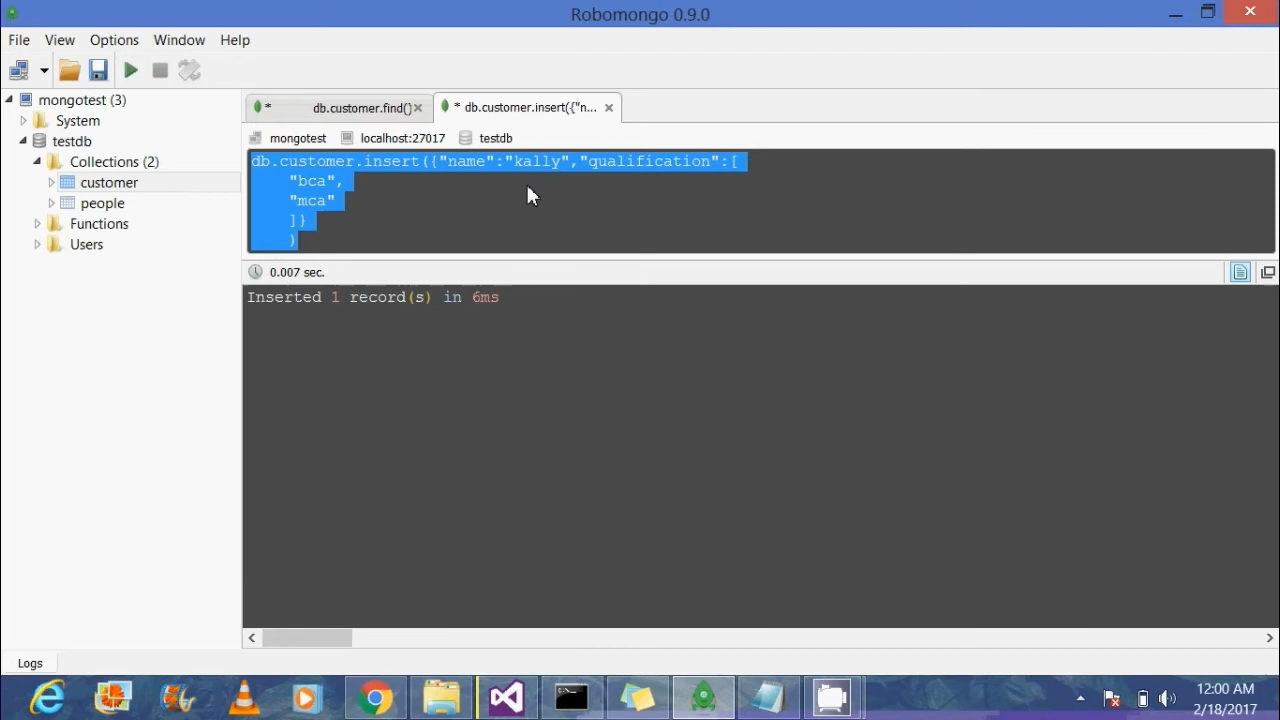 Robomongo 0.9.0
File View Options Window Help
mongotest (3)
System
testdb
Collections (2)
customer
people
Functions
Users
* db.customer.find()
* db.customer.insert({"n...
mongotest localhost:27017 testdb
db.customer.insert({"name":"kally","qualification":[
"bca",
"mca"
]}
)
0.007 sec.
Inserted 1 record(s) in 6ms
Logs
12:00 AM
2/18/2017